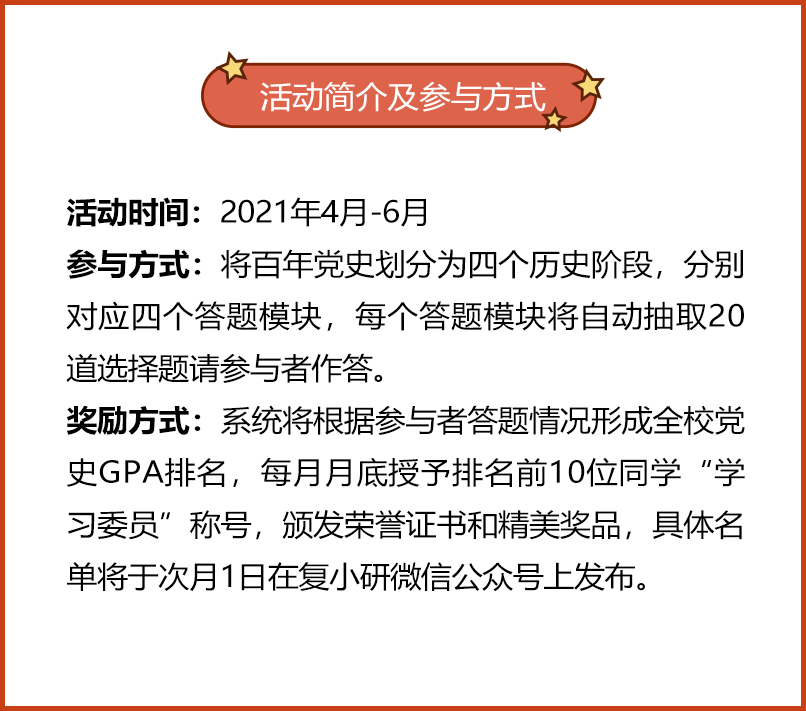 活动简介及参与方式
活动时间：2021年4月-6月
参与方式：将百年党史划分为四个历史阶段，分别
对应四个答题模块，每个答题模块将自动抽取20
道选择题请参与者作答。
奖励方式：系统将根据参与者答题情况形成全校党
史GPA排名，每月月底授予排名前10位同学“学
习委员”称号，颁发荣誉证书和精美奖品，具体名
单将于次月1日在复小研微信公众号上发布。